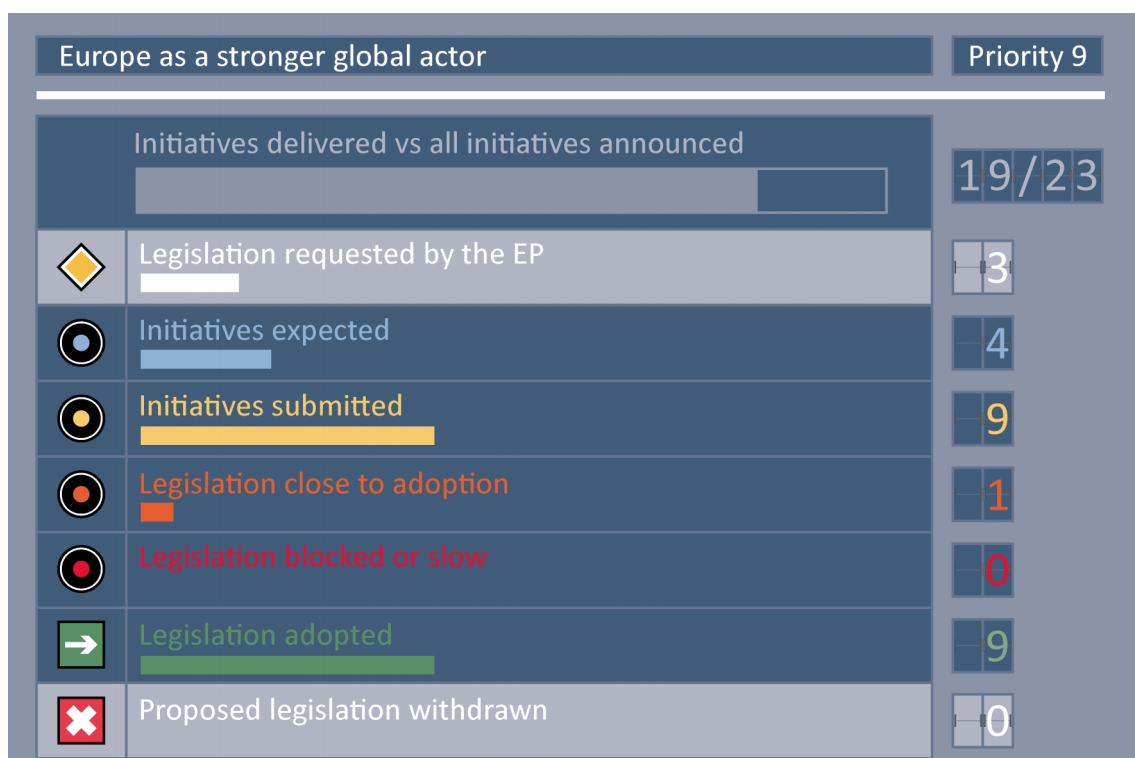 Europe as a stronger global actor
Priority 9
Initiatives delivered vs all initiatives announced
19/23
Legislation requested by the EP
3
Initiatives expected
4
Initiatives submitted
9
Legislation close to adoption
1
Legislation blocked or slow
0
Legislation adopted
9
Proposed legislation withdrawn
0